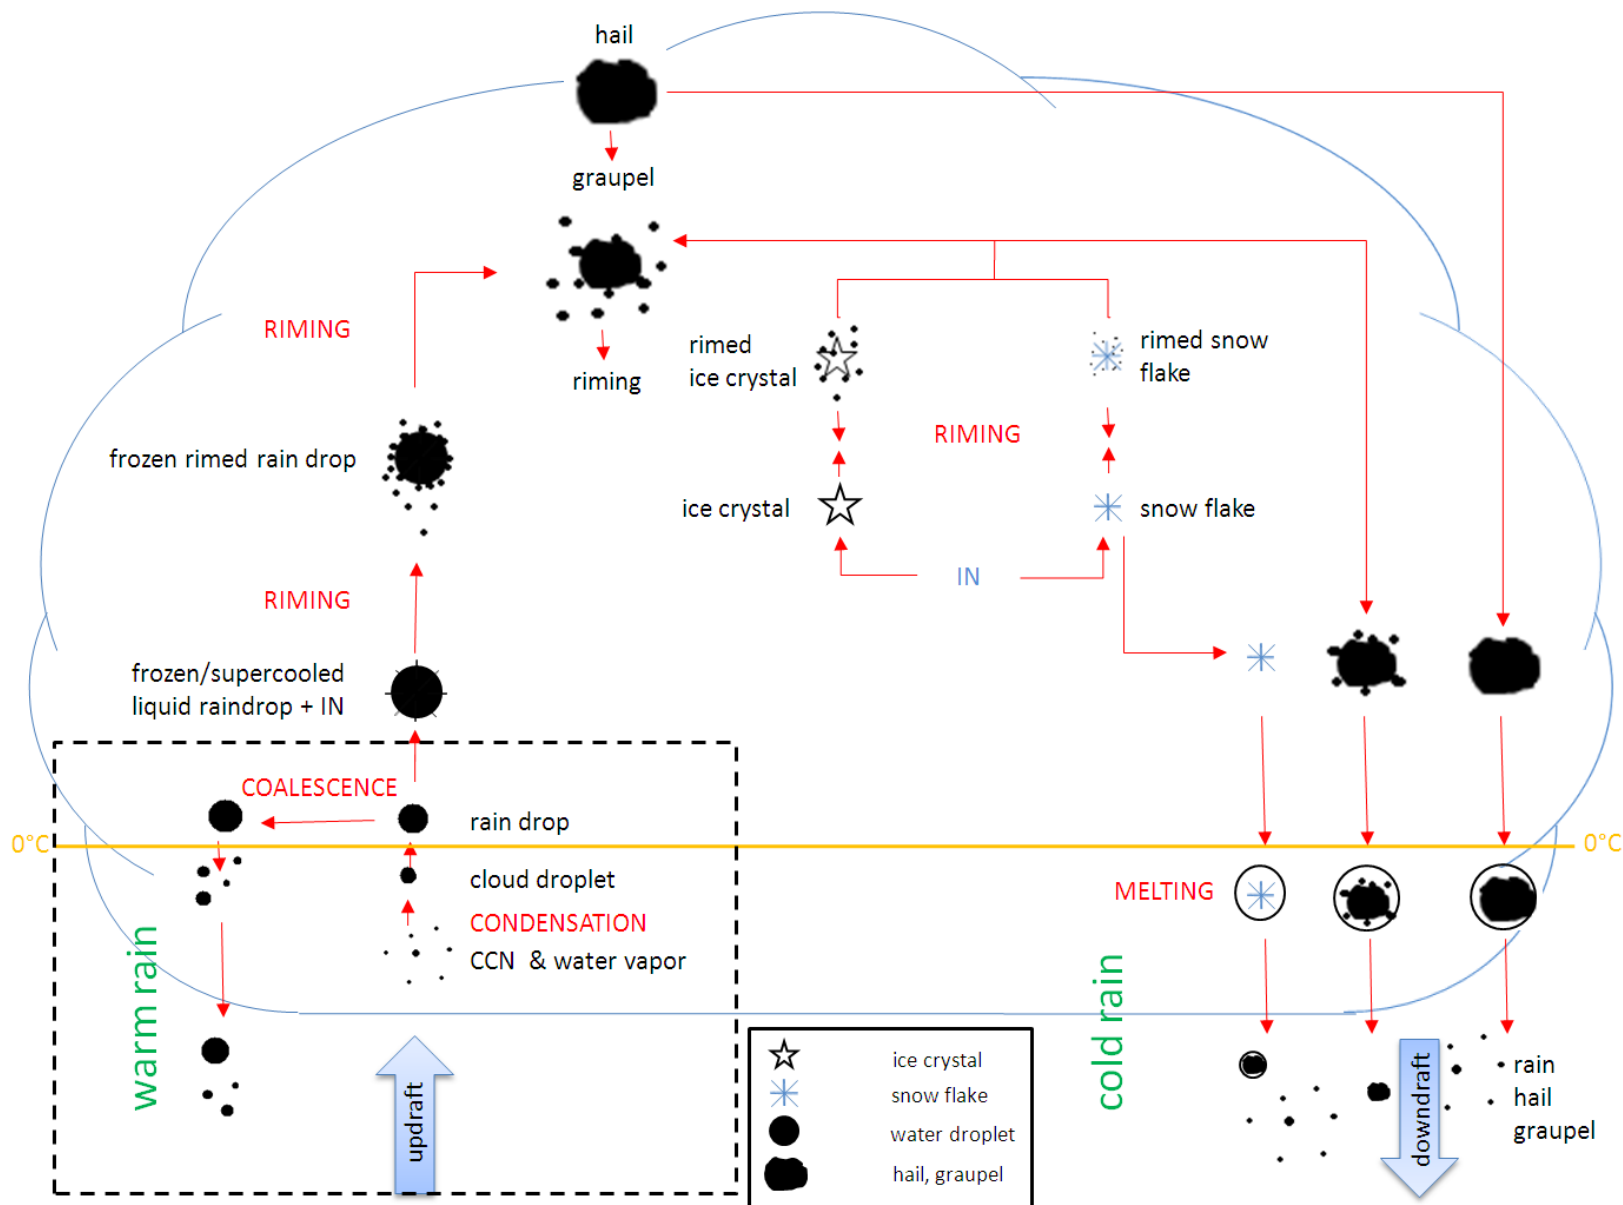 hail
graupel
RIMING
riming
rimed
ice crystal
rimed snow
flake
RIMING
frozen rimed rain drop
ice crystal
snow flake
IN
RIMING
frozen/supercooled
liquid raindrop + IN
COALESCENCE
rain drop
0°C
0°C
cloud droplet
MELTING
CONDENSATION
CCN & water vapor
warm rain
cold rain
updraft
downdraft
ice crystal
snow flake
water droplet
hail, graupel
rain
hail
graupel